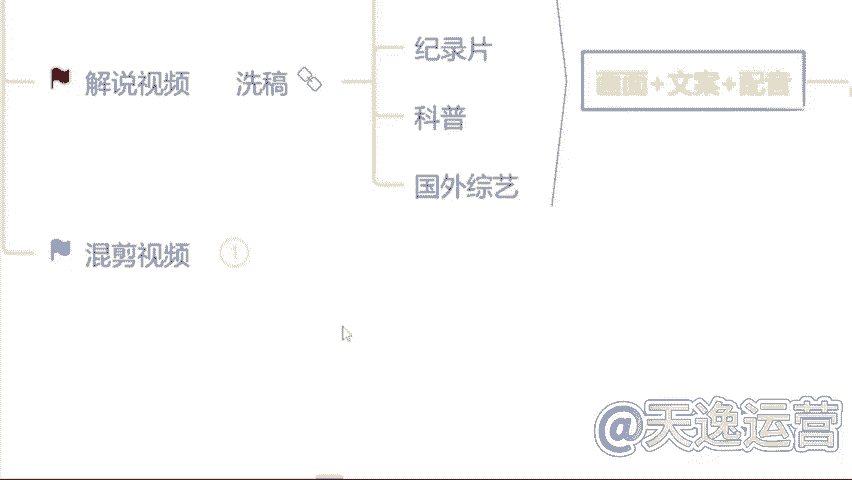 纪录片
解说视频 洗稿
画面+文案+配音
科普
国外综艺
混剪视频 1
@天逸运营